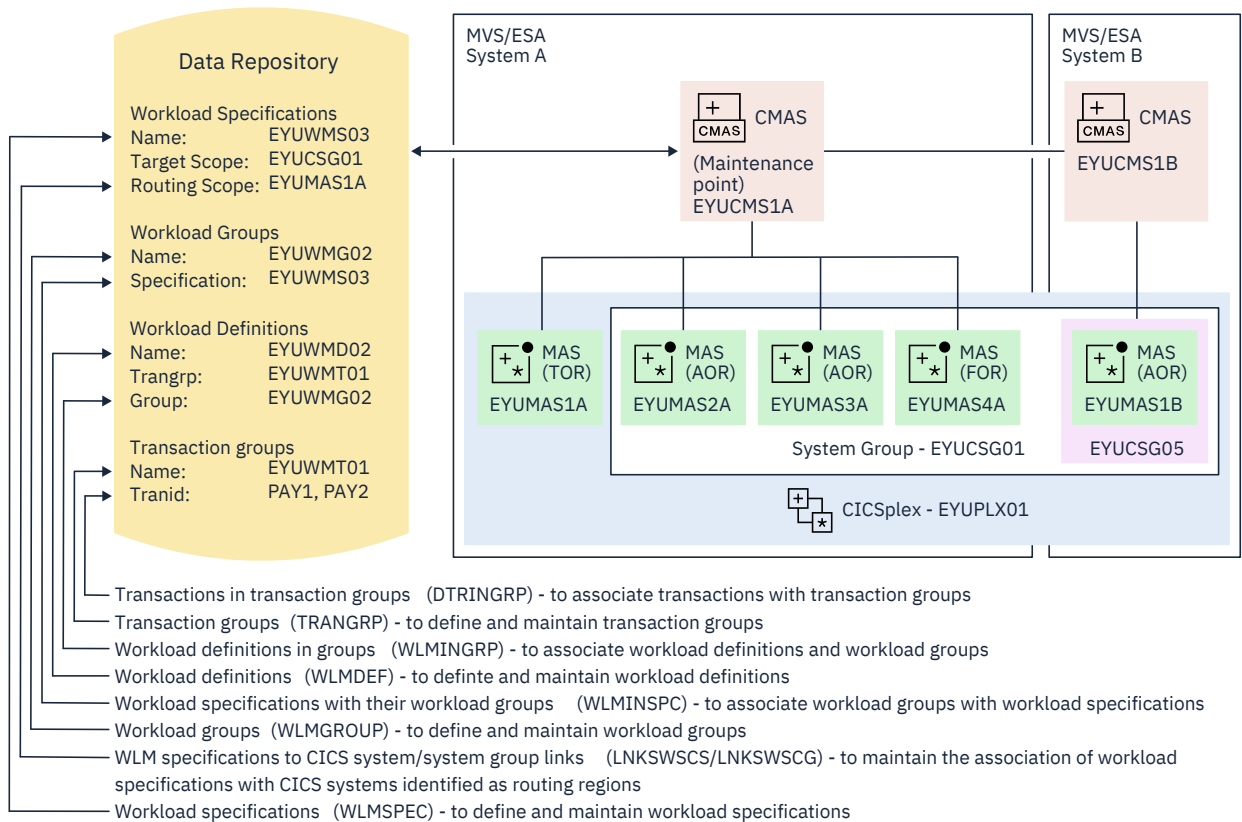 Data Repository
Workload Specifications
Name: EYUWMS03
Target Scope: EYUCSG01
Routing Scope: EYUMAS1A
Workload Groups
Name: EYUWMG02
Specification: EYUWMS03
Workload Definitions
Name: EYUWMD02
Trangrp: EYUWMT01
Group: EYUWMG02
Transaction groups
Name: EYUWMT01
Tranid: PAY1, PAY2
MVS/ESA
System A
CMAS
CMAS
(Maintenance
point)
EYUCMS1A
MVS/ESA
System B
CMAS
CMAS
EYUCMS1B
MAS
(TOR)
EYUMAS1A
MAS
(AOR)
EYUMAS2A
MAS
(AOR)
EYUMAS3A
MAS
(FOR)
EYUMAS4A
MAS
(AOR)
EYUMAS1B
System Group - EYUCSG01
EYUCSG05
CICSplex - EYUPLX01
Transactions in transaction groups (DTRINGRP) - to associate transactions with transaction groups
Transaction groups (TRANGRP) - to define and maintain transaction groups
Workload definitions in groups (WLMINGRP) - to associate workload definitions and workload groups
Workload definitions (WLMDEF) - to definte and maintain workload definitions
Workload specifications with their workload groups (WLMINSPC) - to associate workload groups with workload specifications
Workload groups (WLMGROUP) - to define and maintain workload groups
WLM specifications to CICS system/system group links (LNKSWSCS/LNKSWSCG) - to maintain the association of workload
specifications with CICS systems identified as routing regions
Workload specifications (WLMSPEC) - to define and maintain workload specifications